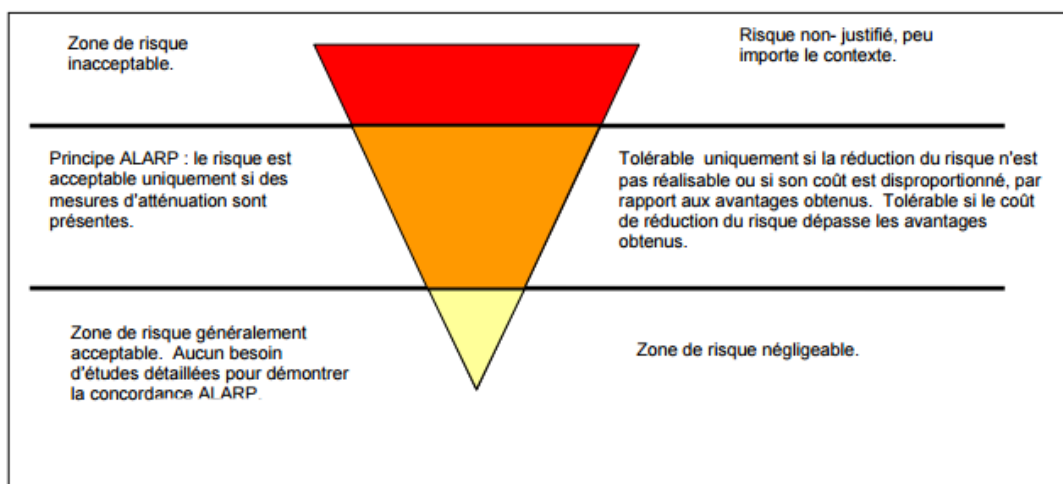 Zone de risque
inacceptable.
Risque non- justifié, peu
importe le contexte.
Principe ALARP : le risque est
acceptable uniquement si des
mesures d'atténuation sont
présentes.
Tolérable uniquement si la réduction du risque n'est
pas réalisable ou si son coût est disproportionné, par
rapport aux avantages obtenus. Tolérable si le coût
de réduction du risque dépasse les avantages
obtenus.
Zone de risque généralement
acceptable. Aucun besoin
d'études détaillées pour démontrer
la concordance ALARP.
Zone de risque négligeable.